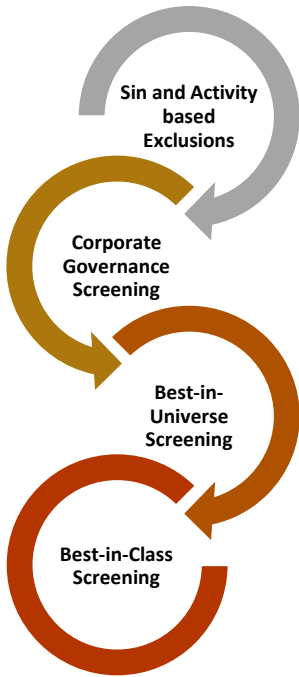 Sin and Activity
based
Exclusions
Corporate
Governance
Screening
Best-in-
Universe
Screening
Best-in-Class
Screening